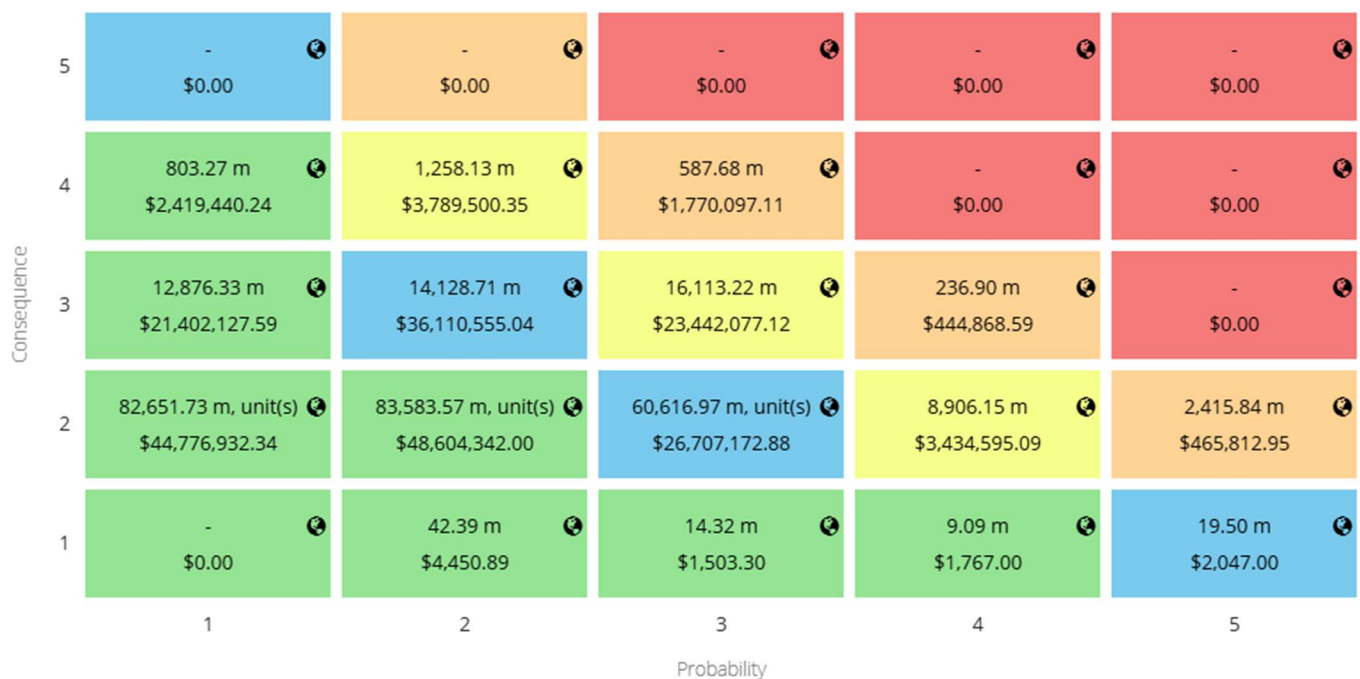 5
-
$0.00
-
$0.00
-
$0.00
-
$0.00
-
$0.00
4
803.27 m
$2,419,440.24
1,258.13 m
$3,789,500.35
587.68 m
$1,770,097.11
-
$0.00
-
$0.00
Consequence
3
12,876.33 m
$21,402,127.59
14,128.71 m
$36,110,555.04
16,113.22 m
$23,442,077.12
236.90 m
$444,868.59
-
$0.00
2
82,651.73 m, unit(s)
$44,776,932.34
83,583.57 m, unit(s)
$48,604,342.00
60,616.97 m, unit(s)
$26,707,172.88
8,906.15 m
$3,434,595.09
2,415.84 m
$465,812.95
1
-
$0.00
42.39 m
$4,450.89
14.32 m
$1,503.30
9.09 m
$1,767.00
19.50 m
$2,047.00
1
2
3
4
5
Probability